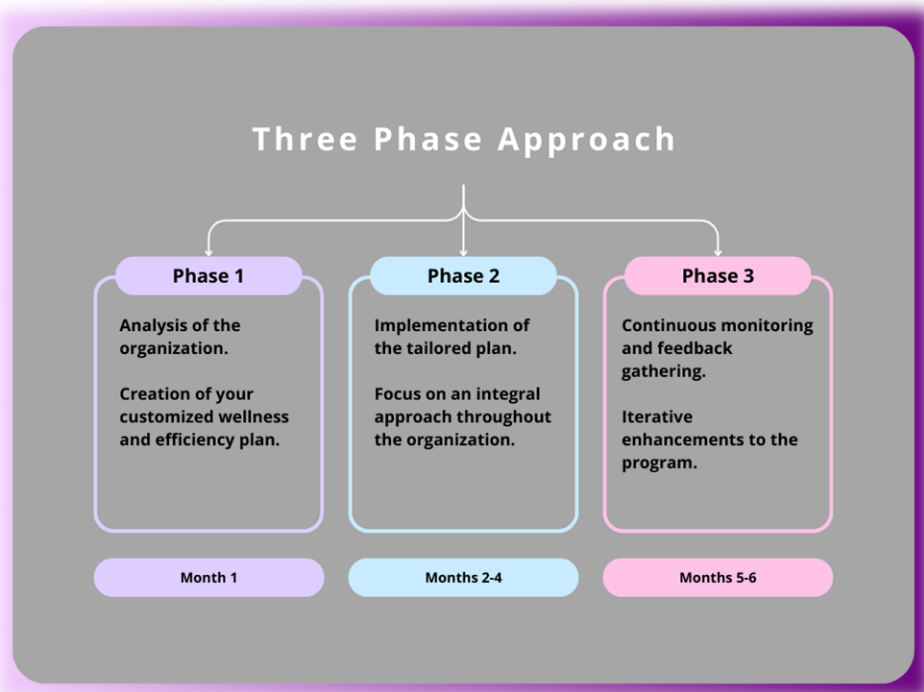 Three Phase Approach
Phase 1
Analysis of the
organization.
Creation of your
customized wellness
and efficiency plan.
Month 1
Phase 2
Implementation of
the tailored plan.
Focus on an integral
approach throughout
the organization.
Months 2-4
Phase 3
Continuous monitoring
and feedback
gathering.
Iterative
enhancements to the
program.
Months 5-6